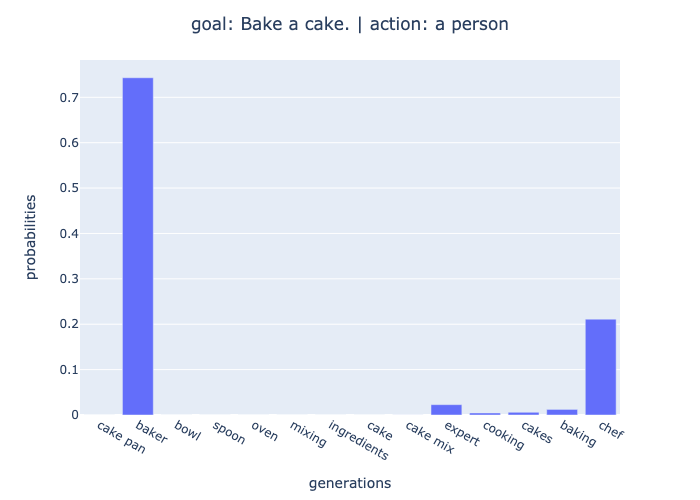 goal: Bake a cake. | action: a person
probabilities
0.7
0.6
0.5
0.4
0.3
0.2
0.1
0
cake pan
baker
bowl
spoon
oven
mixing
ingredients
cake
cake mix
expert
cooking
cakes
baking
chef
generations